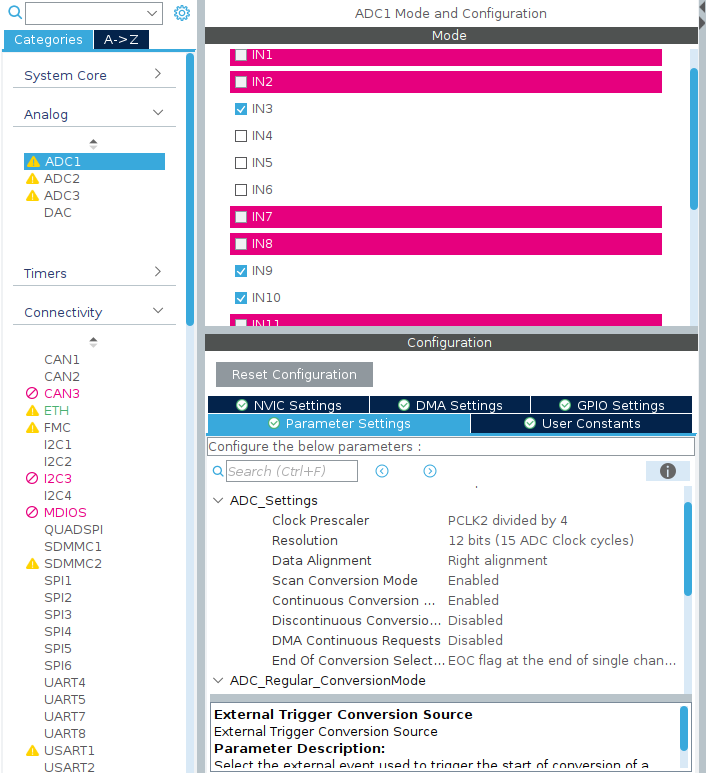 Categories
A->Z
System Core
Analog
ADC1
ADC2
ADC3
DAC
Timers
Connectivity
CAN1
CAN2
CAN3
ETH
FMC
I2C1
I2C2
I2C3
I2C4
MDIOS
QUADSPI
SDMMC1
SDMMC2
SPI1
SPI2
SPI3
SPI4
SPI5
SPI6
UART4
UART5
UART7
UART8
USART1
USART2
ADC1 Mode and Configuration
Mode
IN1
IN2
IN3
IN4
IN5
IN6
IN7
IN8
IN9
IN10
IN11
Configuration
Reset Configuration
NVIC Settings
DMA Settings
GPIO Settings
Parameter Settings
User Constants
Configure the below parameters :
Search (Ctrl+F)
ADC_Settings
Clock Prescaler PCLK2 divided by 4
Resolution 12 bits (15 ADC Clock cycles)
Data Alignment Right alignment
Scan Conversion Mode Enabled
Continuous Conversion ... Enabled
Discontinuous Conversio... Disabled
DMA Continuous Requests Disabled
End Of Conversion Select... EOC flag at the end of single chan...
ADC_Regular_ConversionMode
External Trigger Conversion Source
External Trigger Conversion Source
Parameter Description:
Select the external event used to trigger the start of conversion of a